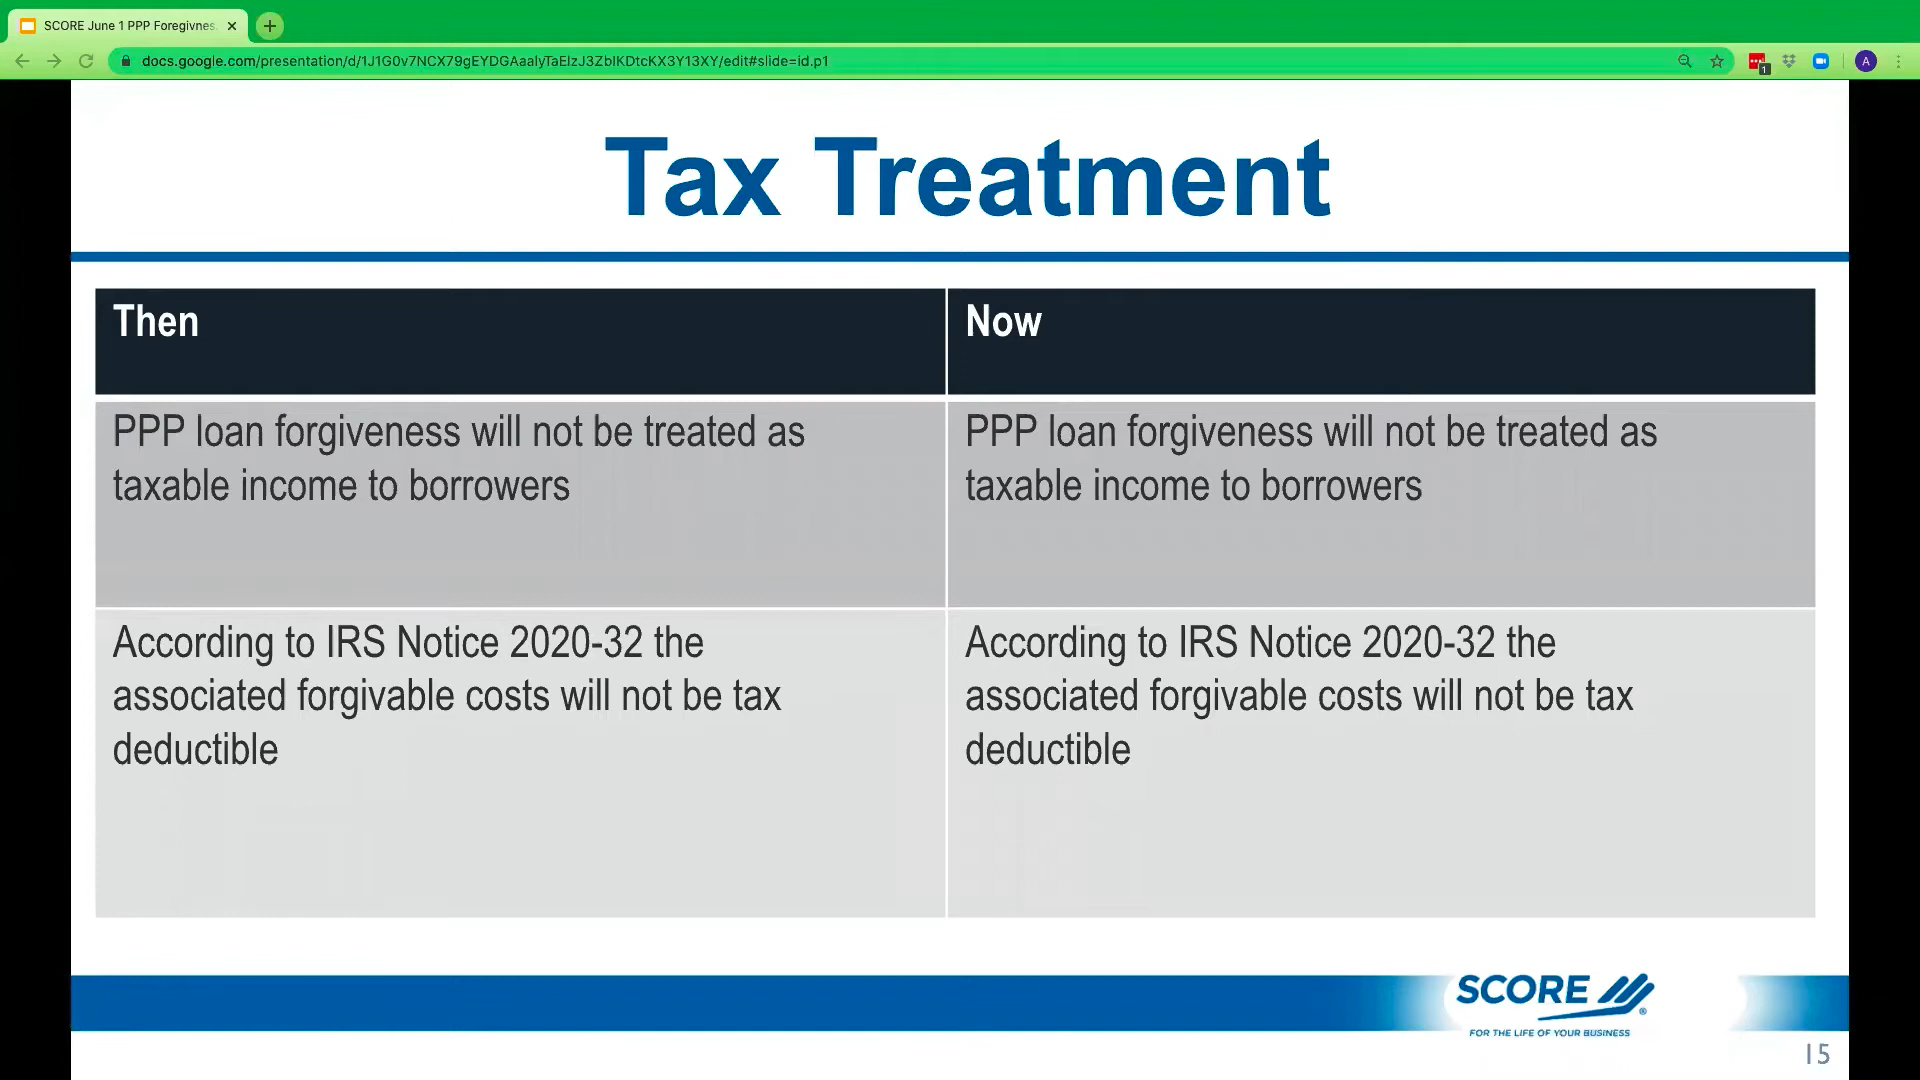 SCORE June 1 PPP Foregivnes
docs.google.com/presentation/d/1J1G0v7NCX79gEYDGAaalyTaElzJ3ZbIKDtcKX3Y13XY/edit#slide=id.p1
1
A
Tax Treatment
Then
Now
PPP loan forgiveness will not be treated as
taxable income to borrowers
PPP loan forgiveness will not be treated as
taxable income to borrowers
According to IRS Notice 2020-32 the
associated forgivable costs will not be tax
deductible
According to IRS Notice 2020-32 the
associated forgivable costs will not be tax
deductible
SCORE
®
FOR THE LIFE OF YOUR BUSINESS
15